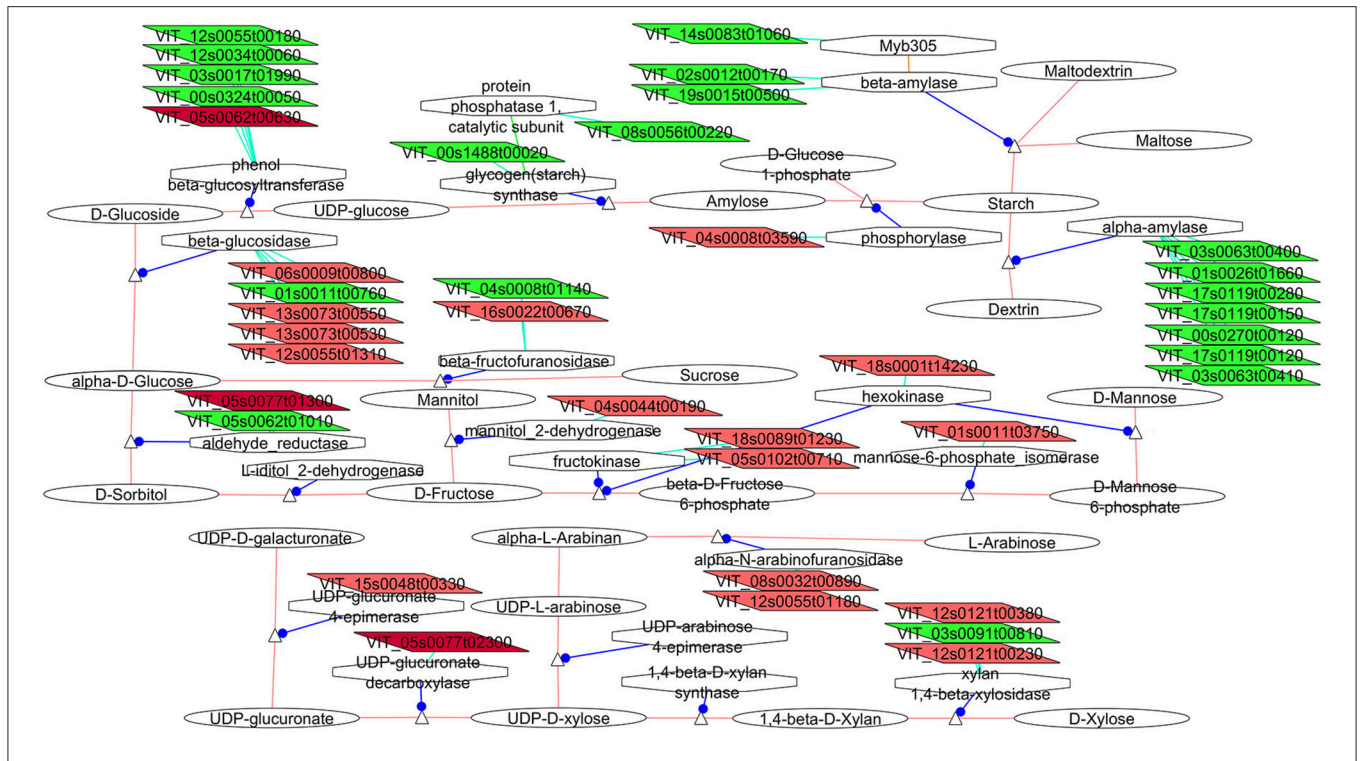 VIT_12s0055t00180
VIT_12s0034t00060
VIT_03s0017t01990
VIT_00s0324t00050
VIT_05s0062t00630
phenol
beta-glucosyltransferase
D-Glucoside
UDP-glucose
protein
phosphatase 1,
catalytic subunit
VIT_08s0056t00220
VIT_00s1488t00020
glycogen(starch)
synthase
VIT_14s0083t01060
Myb305
VIT_02s0012t00170
VIT_19s0015t00500
beta-amylase
Maltodextrin
Maltose
D-Glucose
1-phosphate
Amylose
Starch
VIT_04s0008t03590
phosphorylase
alpha-amylase
VIT_03s0063t00400
VIT_01s0026t01660
VIT_17s0119t00280
VIT_17s0119t00150
VIT_00s0270t00120
VIT_17s0119t00120
VIT_03s0063t00410
Dextrin
beta-glucosidase
VIT_06s0009t00800
VIT_01s0011t00760
VIT_13s0073t00550
VIT_13s0073t00530
VIT_12s0055t01310
VIT_04s0008t01140
VIT_16s0022t00670
beta-fructofuranosidase
alpha-D-Glucose
Sucrose
VIT_18s0001t14230
hexokinase
D-Mannose
VIT_05s0077t01300
VIT_05s0062t01010
aldehyde_reductase
Mannitol
VIT_04s0044t00190
mannitol_2-dehydrogenase
VIT_18s0089t01230
VIT_05s0102t00710
fructokinase
VIT_01s0011t03750
mannose-6-phosphate_isomerase
L-iditol_2-dehydrogenase
D-Sorbitol
D-Fructose
beta-D-Fructose
6-phosphate
D-Mannose
6-phosphate
UDP-D-galacturonate
alpha-L-Arabinan
L-Arabinose
alpha-N-arabinofuranosidase
VIT_08s0032t00890
VIT_12s0055t01180
VIT_15s0048t00330
UDP-glucuronate
4-epimerase
UDP-L-arabinose
VIT_05s0077t02300
UDP-glucuronate
decarboxylase
UDP-arabinose
4-epimerase
1,4-beta-D-xylan
synthase
VIT_12s0121t00380
VIT_03s0091t00810
VIT_12s0121t00230
xylan
1,4-beta-xylosidase
UDP-glucuronate
UDP-D-xylose
1,4-beta-D-Xylan
D-Xylose